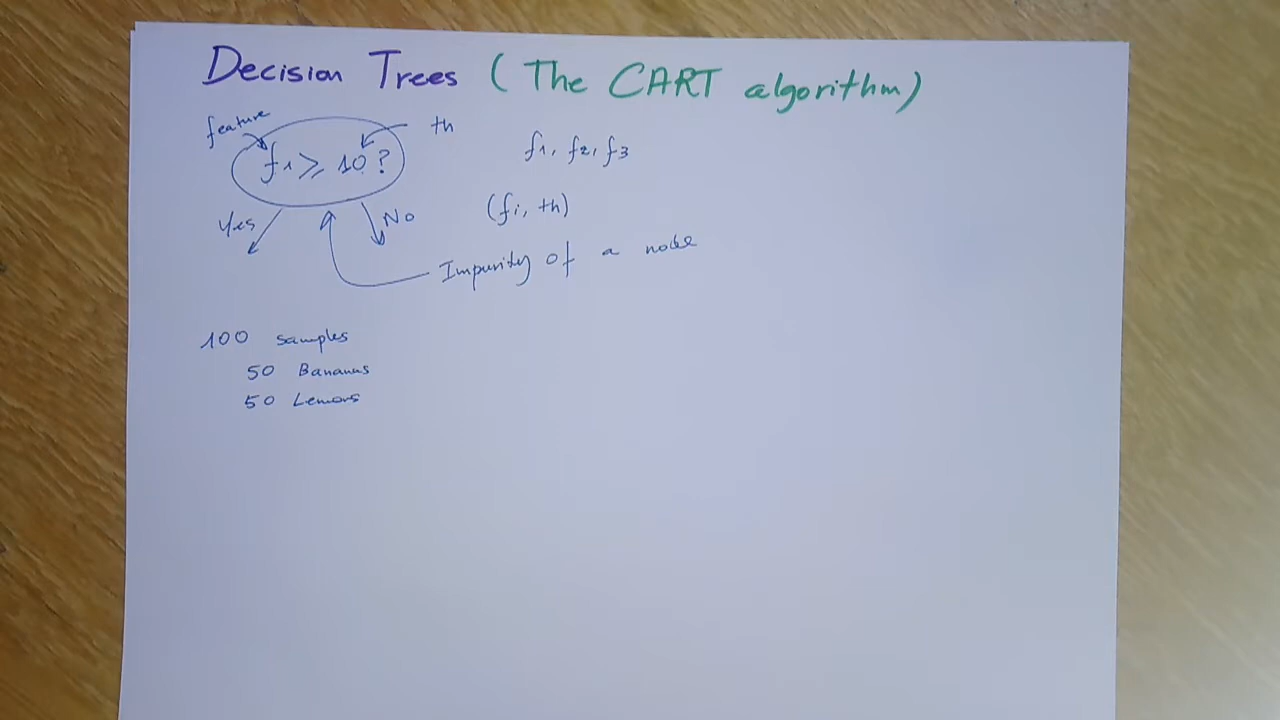 Decision Trees (The CART algorithm)
feature
th
f1 ≥ 10 ?
f1, f2, f3
Yes
No
(fi, th)
Impurity of a node
100 samples
50 Bananas
50 Lemons